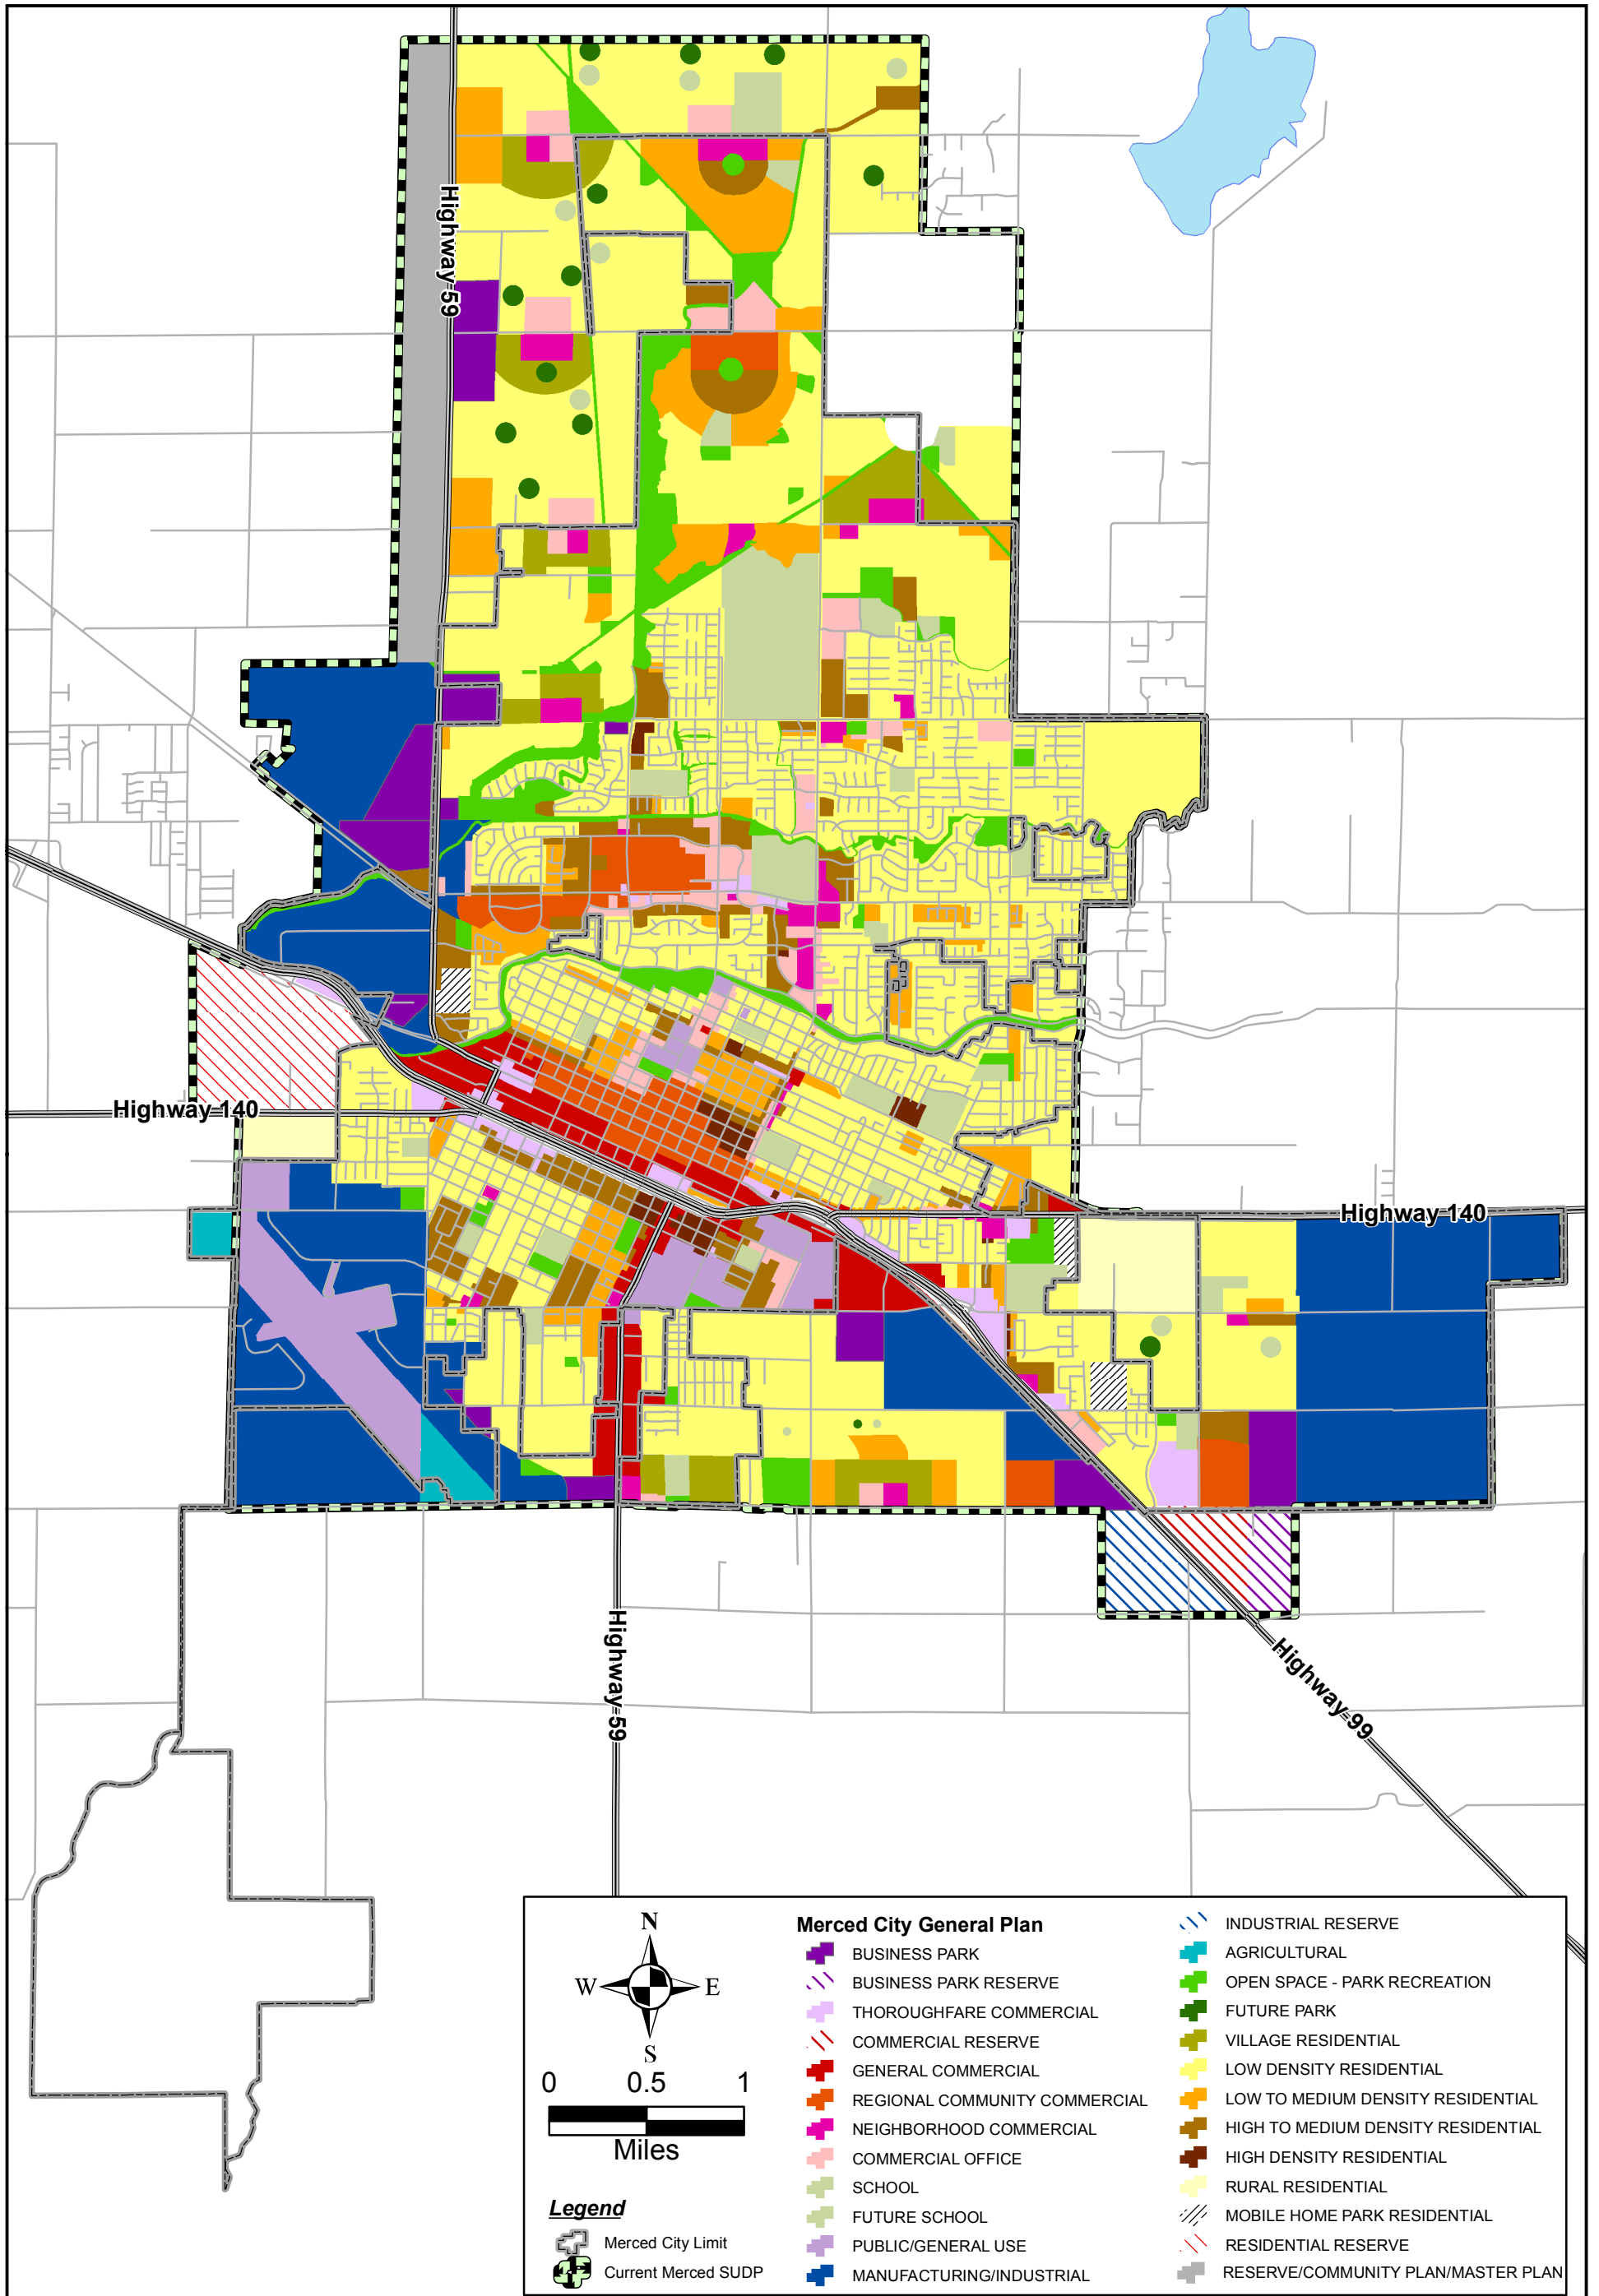 Highway 59
Highway 140
Highway 140
Highway 59
Highway 99
N
W
E
S
0 0.5 1
Miles
Legend
Merced City Limit
Current Merced SUDP
Merced City General Plan
BUSINESS PARK
BUSINESS PARK RESERVE
THOROUGHFARE COMMERCIAL
COMMERCIAL RESERVE
GENERAL COMMERCIAL
REGIONAL COMMUNITY COMMERCIAL
NEIGHBORHOOD COMMERCIAL
COMMERCIAL OFFICE
SCHOOL
FUTURE SCHOOL
PUBLIC/GENERAL USE
MANUFACTURING/INDUSTRIAL
INDUSTRIAL RESERVE
AGRICULTURAL
OPEN SPACE - PARK RECREATION
FUTURE PARK
VILLAGE RESIDENTIAL
LOW DENSITY RESIDENTIAL
LOW TO MEDIUM DENSITY RESIDENTIAL
HIGH TO MEDIUM DENSITY RESIDENTIAL
HIGH DENSITY RESIDENTIAL
RURAL RESIDENTIAL
MOBILE HOME PARK RESIDENTIAL
RESIDENTIAL RESERVE
RESERVE/COMMUNITY PLAN/MASTER PLAN